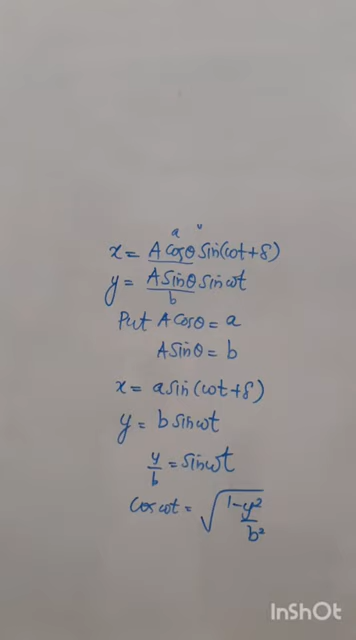 a
x = A cosθ sin(ωt+δ)
y = A sinθ sin ωt
b
Put A cosθ = a
A sinθ = b
x = a sin(ωt+δ)
y = b sin ωt
y/b = sin ωt
cos ωt = √(1-y²/b²)
InShOt